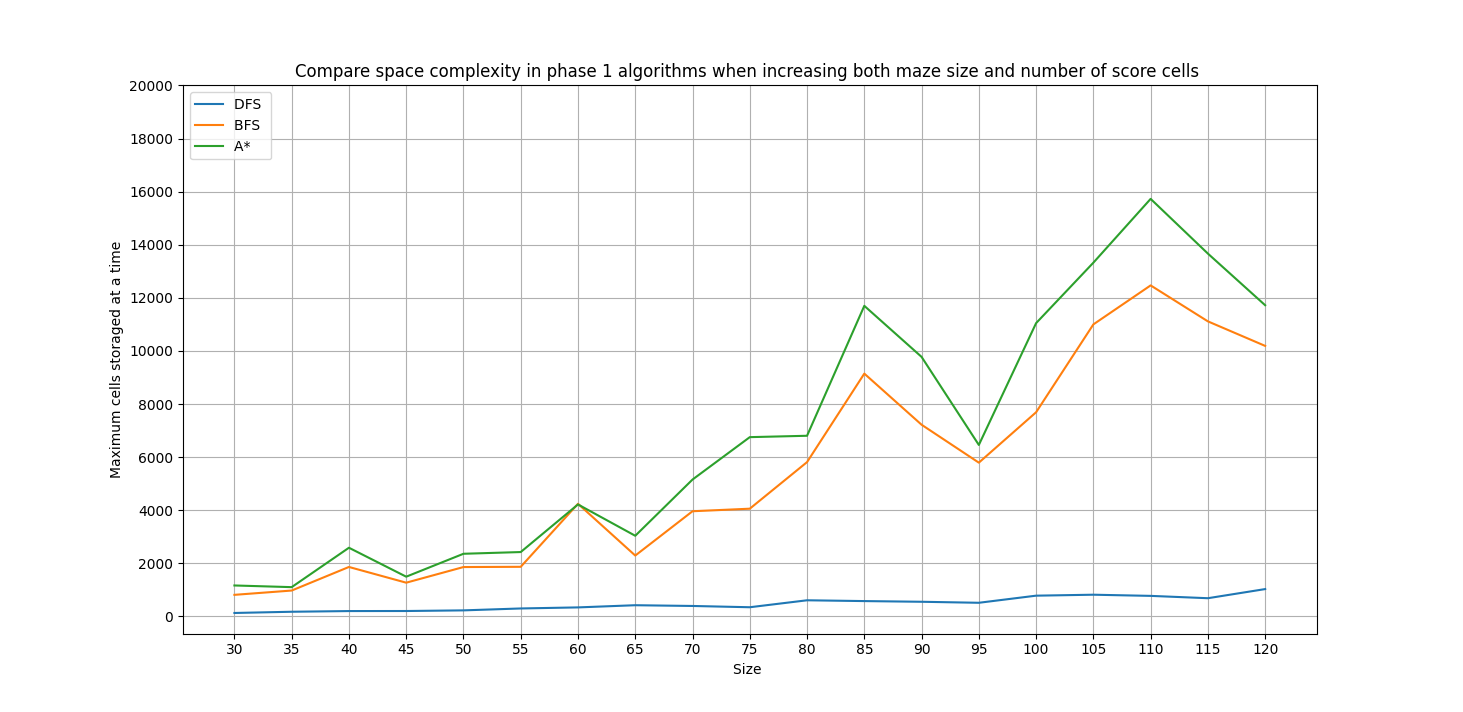 Compare space complexity in phase 1 algorithms when increasing both maze size and number of score cells
20000
18000
16000
14000
12000
10000
8000
6000
4000
2000
0
DFS
BFS
A*
Maximum cells storaged at a time
30 35 40 45 50 55 60 65 70 75 80 85 90 95 100 105 110 115 120
Size